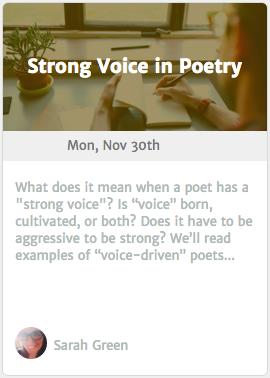 Strong Voice in Poetry
Mon, Nov 30th
What does it mean when a poet has a
"strong voice"? Is “voice” born,
cultivated, or both? Does it have to be
aggressive to be strong? We’ll read
examples of “voice-driven” poets...
Sarah Green